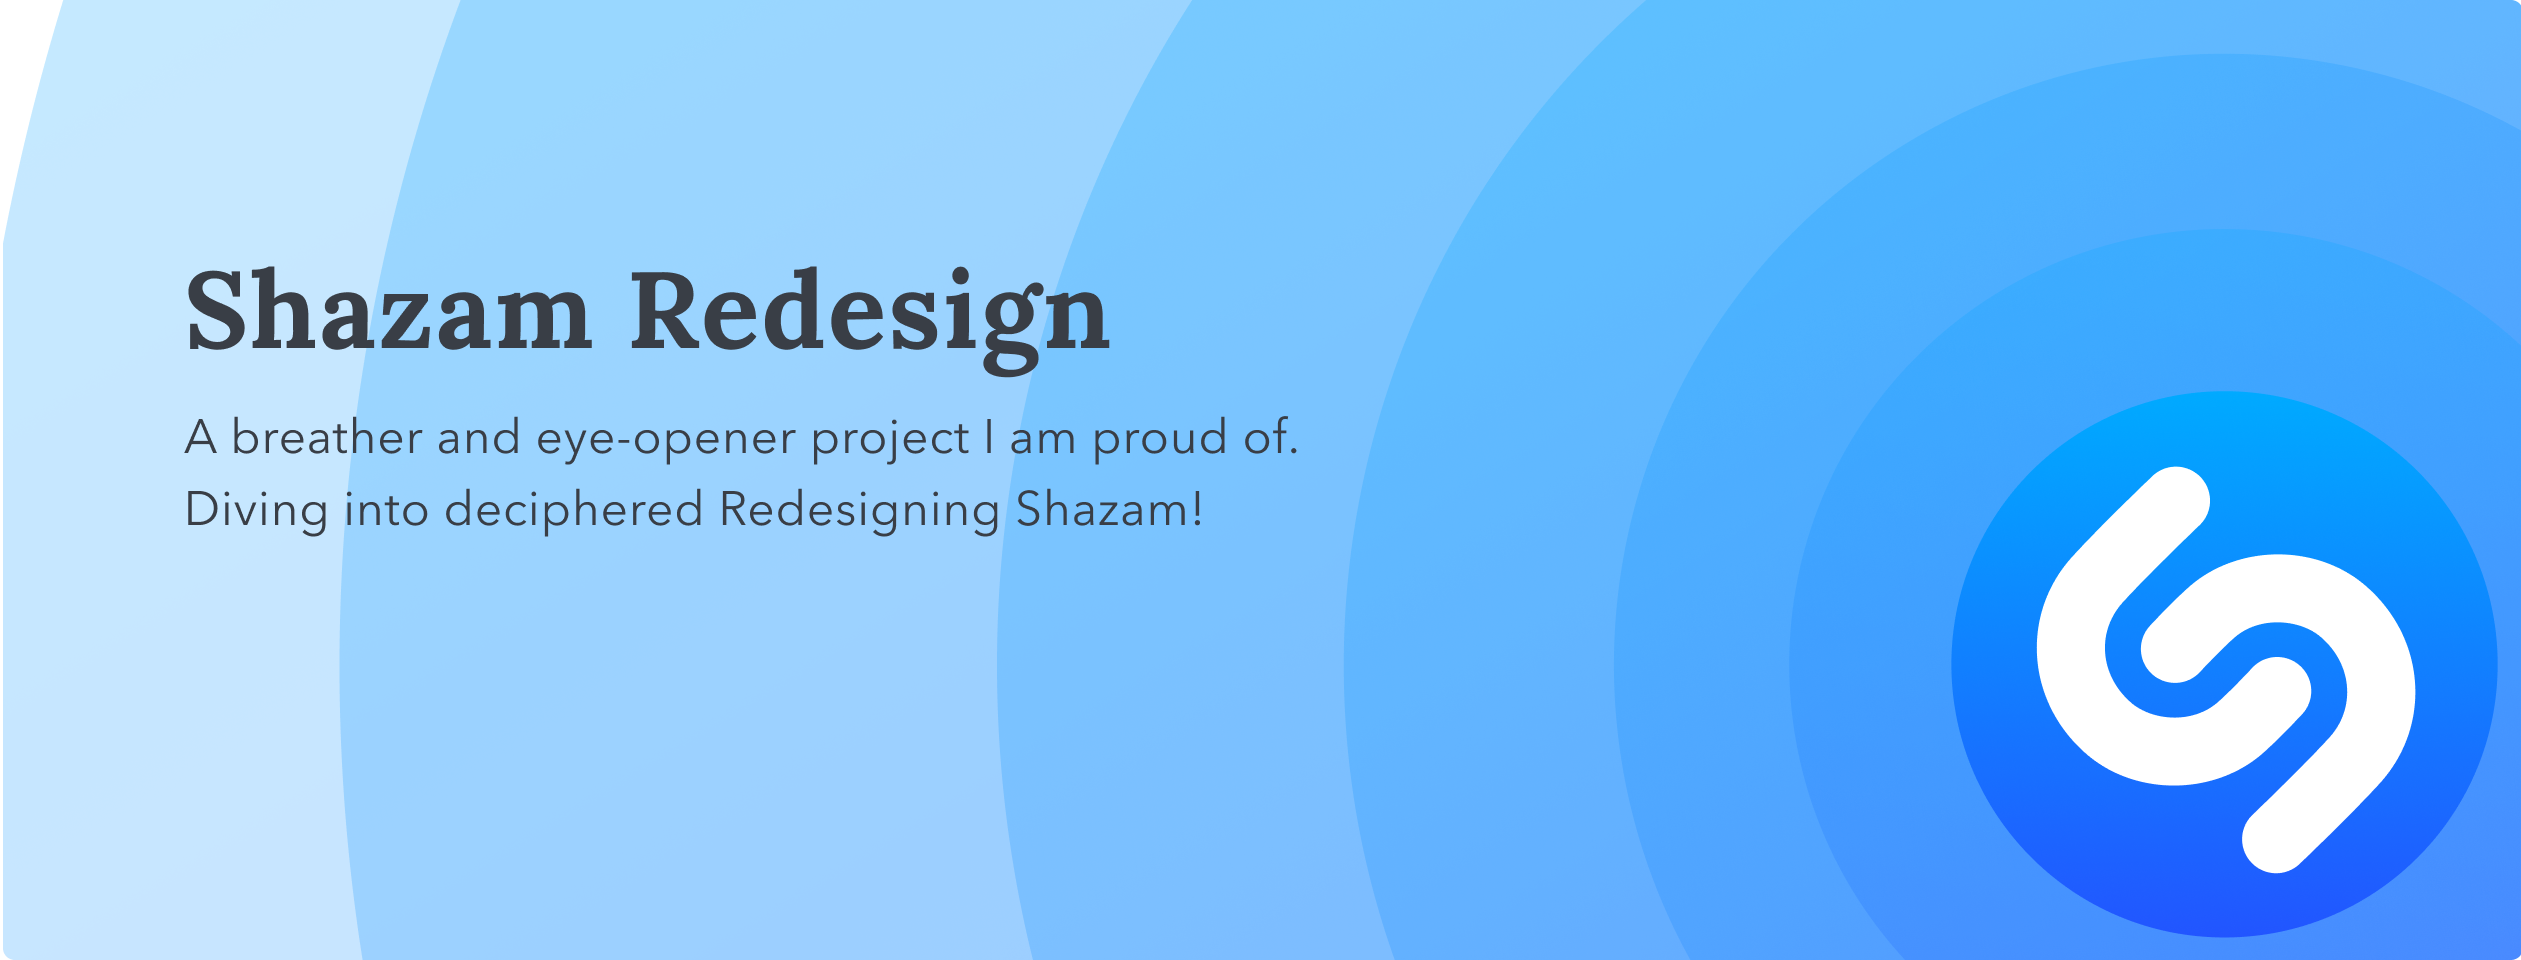 Shazam Redesign
A breather and eye-opener project I am proud of.
Diving into deciphered Redesigning Shazam!